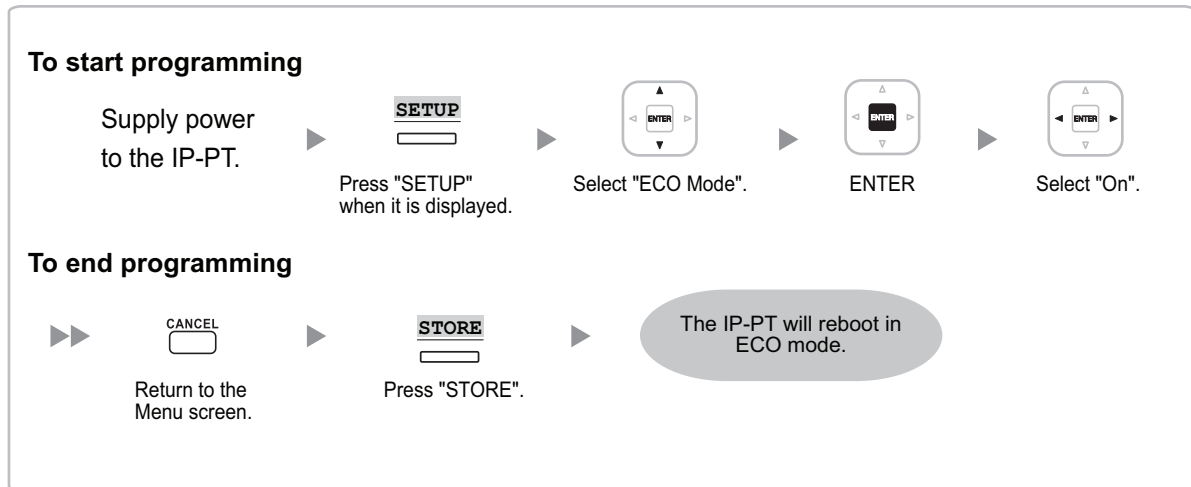 To start programming
Supply power
to the IP-PT.
SETUP
Press "SETUP"
when it is displayed.
ENTER
Select "ECO Mode".
ENTER
ENTER
ENTER
Select "On".
To end programming
CANCEL
Return to the
Menu screen.
STORE
Press "STORE".
The IP-PT will reboot in
ECO mode.